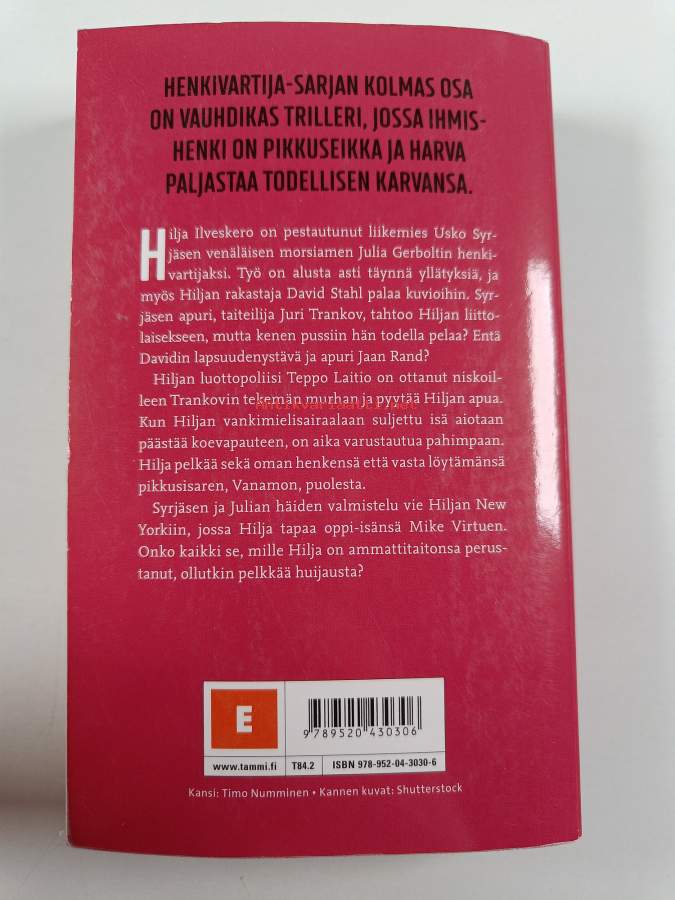 HENKIVARTIJA-SARJAN KOLMAS OSA
ON VAUHDIKAS TRILLERI, JOSSA IHMIS-
HENKI ON PIKKUSEIKKA JA HARVA
PALJASTAA TODELLISEN KARVANSA.
Hilja Ilveskero on pestautunut liikemies Usko Syr-
jäsen venäläisen morsiamen Julia Gerboltin henki-
vartijaksi. Työ on alusta asti täynnä yllätyksiä, ja
myös Hiljan rakastaja David Stahl palaa kuvioihin. Syr-
jäsen apuri, taiteilija Juri Trankov, tahtoo Hiljan liitto-
laisekseen, mutta kenen pussiin hän todella pelaa? Entä
Davidin lapsuudenystävä ja apuri Jaan Rand?
Hiljan luottopoliisi Teppo Laitio on ottanut niskoil-
leen Trankovin tekemän murhan ja pyytää Hiljan apua.
Antikvariaatti.net
Kun Hiljan vankimielisairaalaan suljettu isä aiotaan
päästää koevapauteen, on aika varustautua pahimpaan.
Hilja pelkää sekä oman henkensä että vasta löytämänsä
pikkusisaren, Vanamon, puolesta.
Syrjäsen ja Julian häiden valmistelu vie Hiljan New
Yorkiin, jossa Hilja tapaa oppi-isänsä Mike Virtuen.
Onko kaikki se, mille Hilja on ammattitaitonsa perus-
tanut, ollutkin pelkkää huijausta?
E
9 789520 430306
www.tammi.fi T84.2 ISBN 978-952-04-3030-6
Kansi: Timo Numminen • Kannen kuvat: Shutterstock